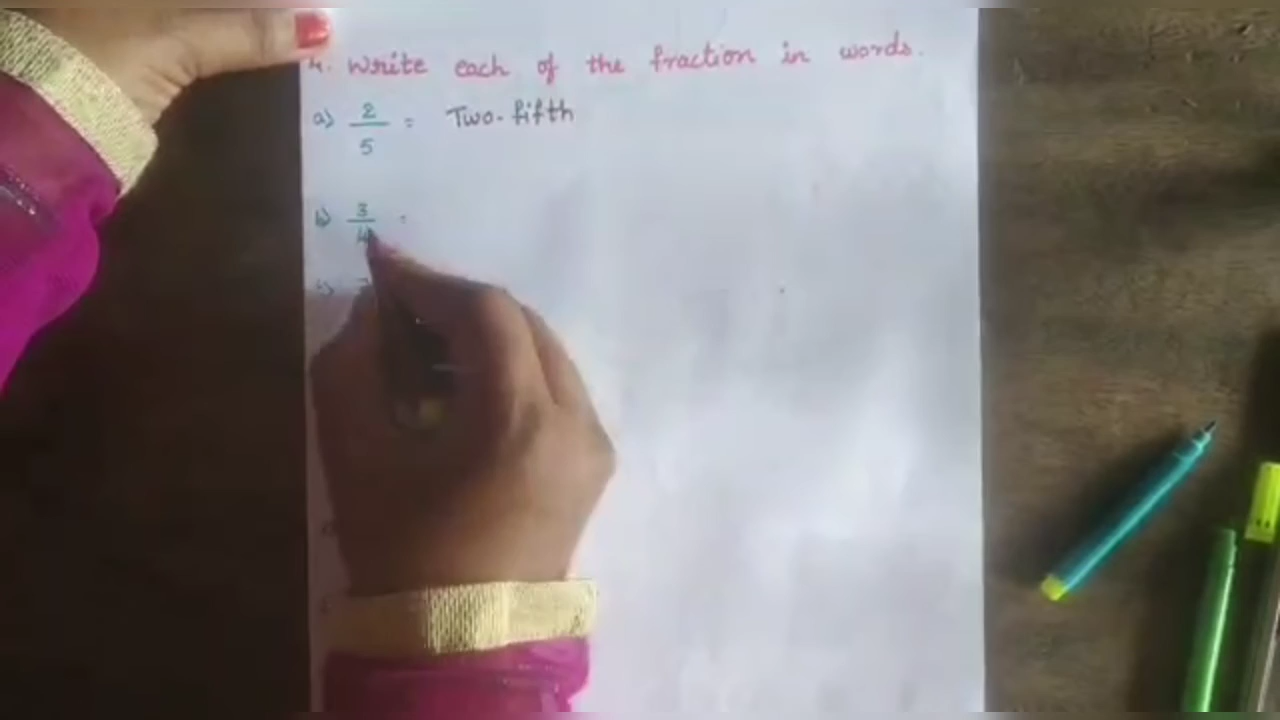 4. Write each of the fraction in words.
a) 2/5 = Two-fifth
b) 3/4 =
c)